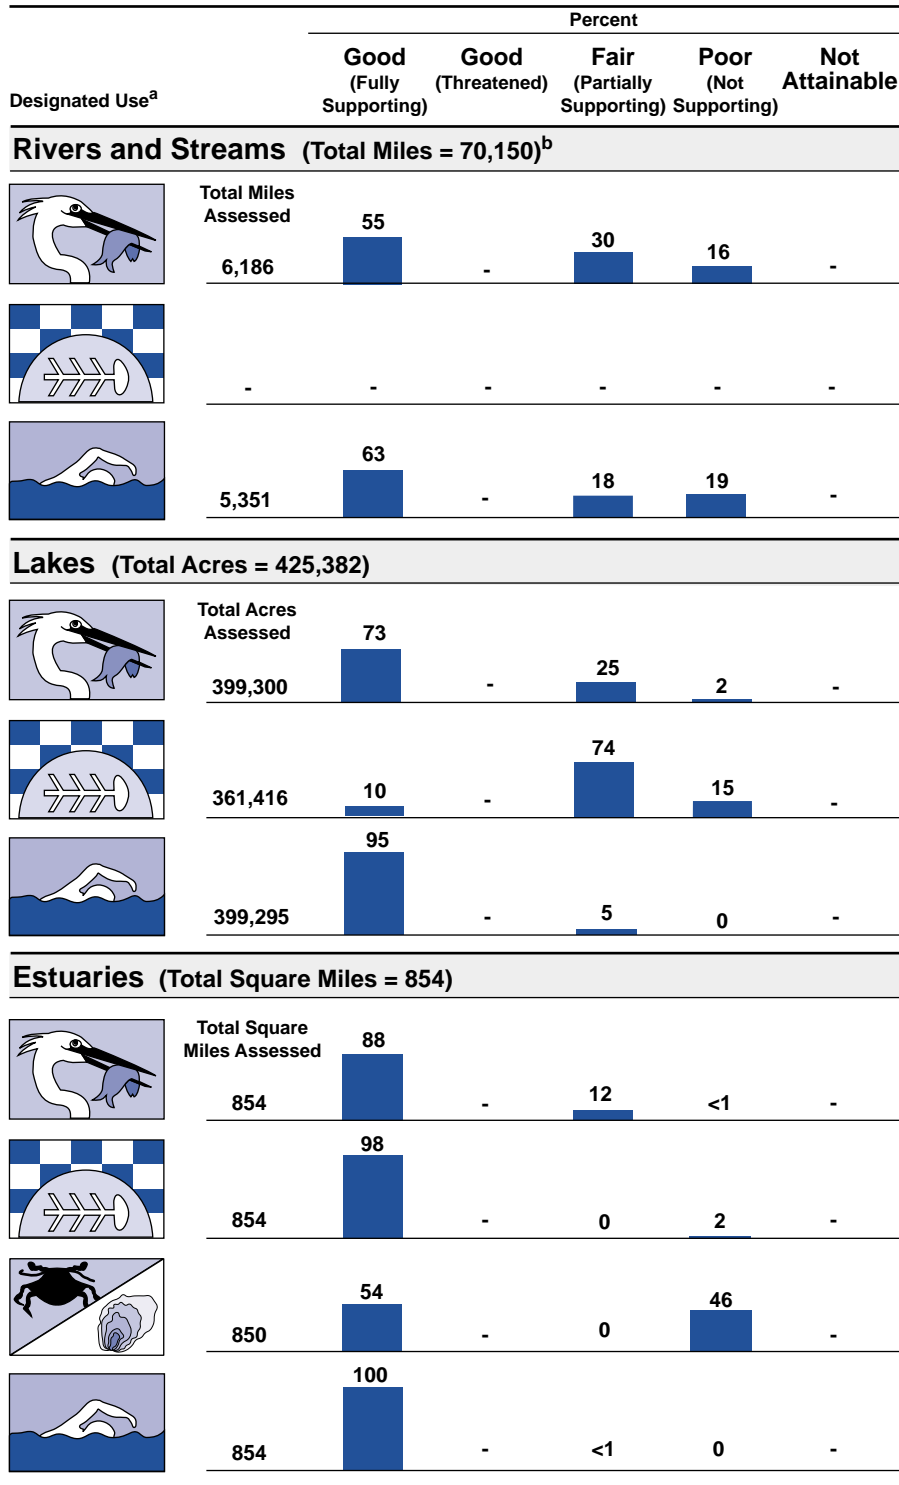 Percent
Designated Useᵃ
Good (Fully Supporting)
Good (Threatened)
Fair (Partially Supporting)
Poor (Not Supporting)
Not Attainable
Rivers and Streams (Total Miles = 70,150)ᵇ
Total Miles Assessed
6,186 55 - 30 16 -
- - - - - -
5,351 63 - 18 19 -
Lakes (Total Acres = 425,382)
Total Acres Assessed
399,300 73 - 25 2 -
361,416 10 - 74 15 -
399,295 95 - 5 0 -
Estuaries (Total Square Miles = 854)
Total Square Miles Assessed
854 88 - 12 <1 -
854 98 - 0 2 -
850 54 - 0 46 -
854 100 - <1 0 -